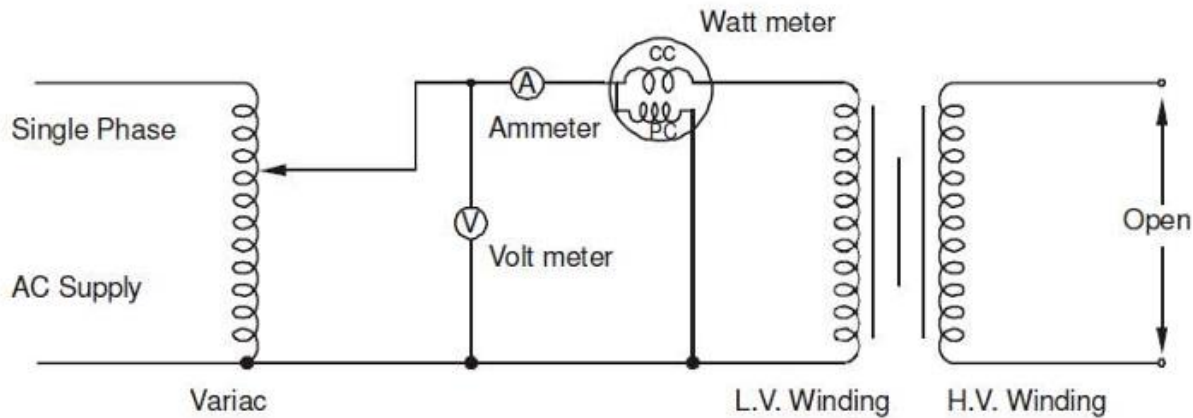 Watt meter
CC
A
Single Phase
Ammeter
PC
V
Open
Volt meter
AC Supply
Variac
L.V. Winding
H.V. Winding